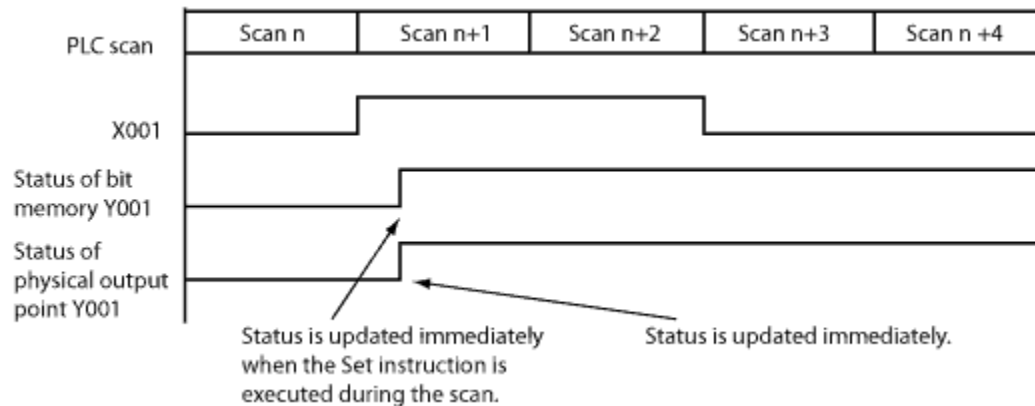 PLC scan
Scan n
Scan n+1
Scan n+2
Scan n+3
Scan n +4
X001
Status of bit
memory Y001
Status of
physical output
point Y001
Status is updated immediately
when the Set instruction is
executed during the scan.
Status is updated immediately.